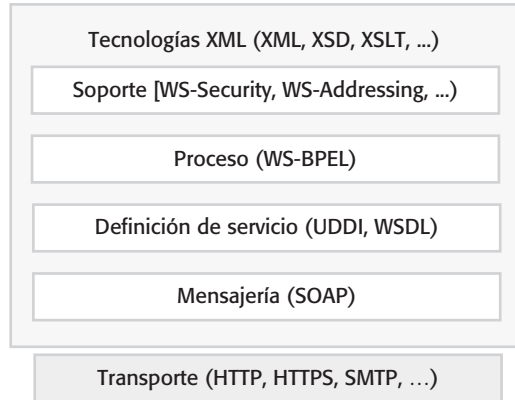 Tecnologías XML (XML, XSD, XSLT, ...)
Soporte [WS-Security, WS-Addressing, ...)
Proceso (WS-BPEL)
Definición de servicio (UDDI, WSDL)
Mensajería (SOAP)
Transporte (HTTP, HTTPS, SMTP, …)